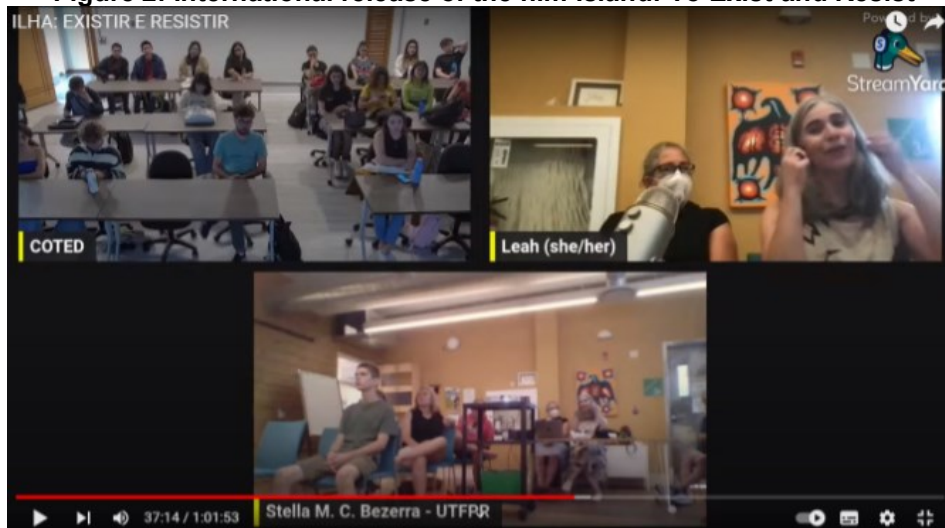 Figure 2: International release of the film Island: To Exist and Resist
ILHA: EXISTIR E RESISTIR
Powered by
StreamYard
COTED
Leah (she/her)
37:14 / 1:01:53
Stella M. C. Bezerra - UTFPR